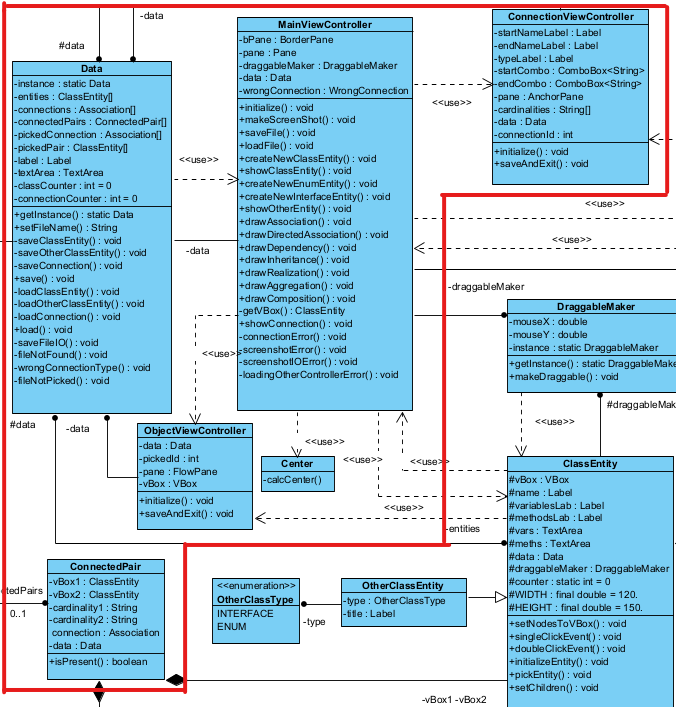 -data
#data
Data
-instance : static Data
-entities : ClassEntity[]
-connections : Association[]
-connectedPairs : ConnectedPair[]
-pickedConnection : Association[]
-pickedPair : ClassEntity[]
-label : Label
-textArea : TextArea
-classCounter : int = 0
-connectionCounter : int = 0
+getInstance() : static Data
+setFileName() : String
-saveClassEntity() : void
-saveOtherClassEntity() : void
-saveConnection() : void
+save() : void
-loadClassEntity() : void
-loadOtherClassEntity() : void
-loadConnection() : void
+load() : void
-saveFileIO() : void
-fileNotFound() : void
-wrongConnectionType() : void
-fileNotPicked() : void
<<use>>
-data
MainViewController
-bPane : BorderPane
-pane : Pane
-draggableMaker : DraggableMaker
-data : Data
-wrongConnection : WrongConnection
+initialize() : void
+makeScreenShot() : void
+saveFile() : void
+loadFile() : void
+createNewClassEntity() : void
+showClassEntity() : void
+createNewEnumEntity() : void
+createNewInterfaceEntity() : void
+showOtherEntity() : void
+drawAssociation() : void
+drawDirectedAssociation() : void
+drawDependency() : void
+drawInheritance() : void
+drawRealization() : void
+drawAggregation() : void
+drawComposition() : void
-getVBox() : ClassEntity
+showConnection() : void
-connectionError() : void
-screenshotError() : void
-screenshotIOError() : void
-loadingOtherControllerError() : void
<<use>>
ConnectionViewController
-startNameLabel : Label
-endNameLabel : Label
-typeLabel : Label
-startCombo : ComboBox<String>
-endCombo : ComboBox<String>
-pane : AnchorPane
-cardinalities : String[]
-data : Data
-connectionId : int
+initialize() : void
+saveAndExit() : void
<<use>>
<<use>>
-draggableMaker
DraggableMaker
-mouseX : double
-mouseY : double
-instance : static DraggableMaker
+getInstance() : static DraggableMake
+makeDraggable() : void
<<use>>
#draggableMak
<<use>>
#data
-data
ObjectViewController
-data : Data
-pickedId : int
-pane : FlowPane
-vBox : VBox
+initialize() : void
+saveAndExit() : void
<<use>>
Center
-calcCenter()
<<use>>
<<use>>
<<use>>
-entities
ClassEntity
#vBox : VBox
#name : Label
#variablesLab : Label
#methodsLab : Label
#vars : TextArea
#meths : TextArea
#data : Data
#draggableMaker : DraggableMaker
#counter : static int = 0
#WIDTH : final double = 120.
#HEIGHT : final double = 150.
+setNodesToVBox() : void
+singleClickEvent() : void
+doubleClickEvent() : void
+initializeEntity() : void
+pickEntity() : void
+setChildren() : void
ConnectedPair
-vBox1 : ClassEntity
-vBox2 : ClassEntity
-cardinality1 : String
-cardinality2 : String
connection : Association
-data : Data
+isPresent() : boolean
ctedPairs
0..1
<<enumeration>>
OtherClassType
INTERFACE
ENUM
-type
OtherClassEntity
-type : OtherClassType
-title : Label
-vBox1 -vBox2